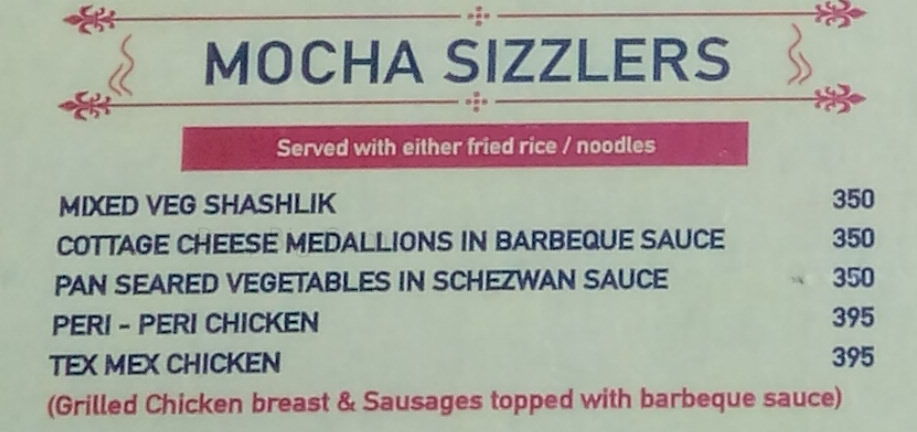 MOCHA SIZZLERS
Served with either fried rice / noodles
MIXED VEG SHASHLIK 350
COTTAGE CHEESE MEDALLIONS IN BARBEQUE SAUCE 350
PAN SEARED VEGETABLES IN SCHEZWAN SAUCE 350
PERI - PERI CHICKEN 395
TEX MEX CHICKEN 395
(Grilled Chicken breast & Sausages topped with barbeque sauce)